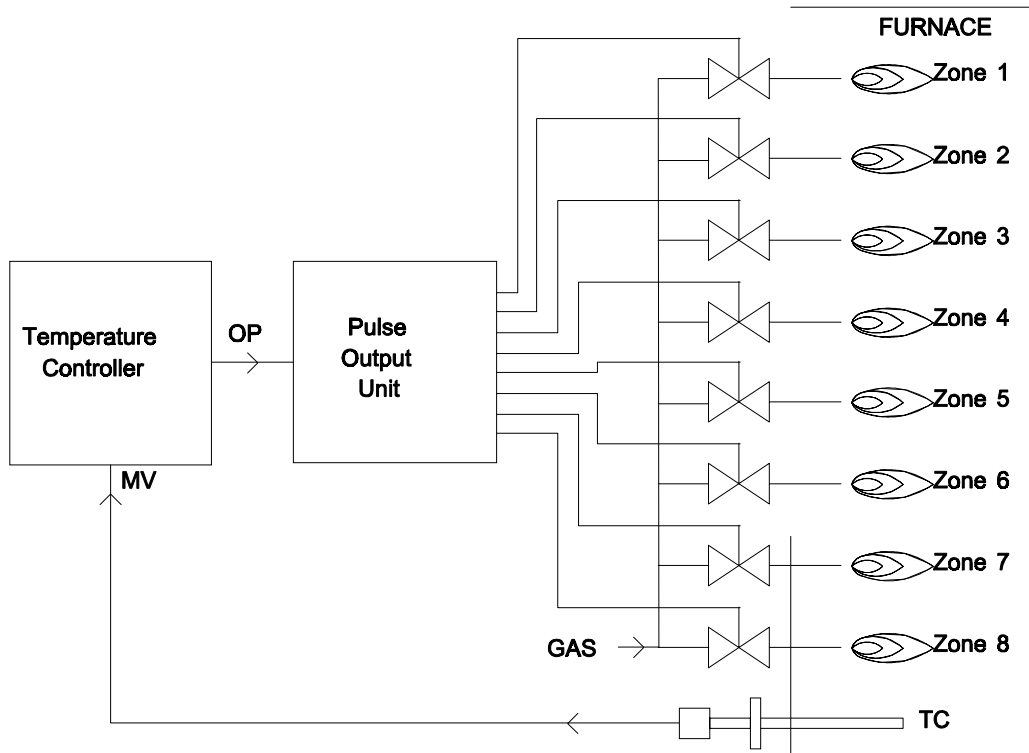 FURNACE
Zone 1
Zone 2
Zone 3
Zone 4
Zone 5
Zone 6
Zone 7
Zone 8
Temperature
Controller
OP
Pulse
Output
Unit
MV
GAS
TC